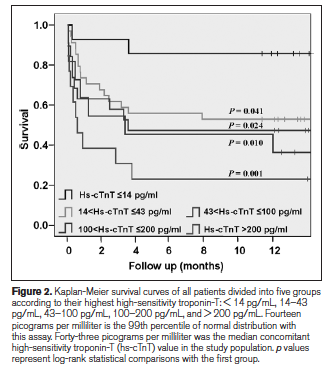 1.0
0.8
0.6
0.4
0.2
0.0
Survival
P = 0.041
P = 0.024
P = 0.010
P = 0.001
Hs-cTnT ≤14 pg/ml
14<Hs-cTnT ≤43 pg/ml 43<Hs-cTnT ≤100 pg/ml
100<Hs-cTnT ≤200 pg/ml Hs-cTnT >200 pg/ml
0 2 4 6 8 10 12
Follow up (months)
Figure 2. Kaplan-Meier survival curves of all patients divided into five groups
according to their highest high-sensitivity troponin-T: < 14 pg/mL, 14–43
pg/mL, 43–100 pg/mL, 100–200 pg/mL, and > 200 pg/mL. Fourteen
picograms per milliliter is the 99th percentile of normal distribution with
this assay. Forty-three picograms per milliliter was the median concomitant
high-sensitivity troponin-T (hs-cTnT) value in the study population. p values
represent log-rank statistical comparisons with the first group.